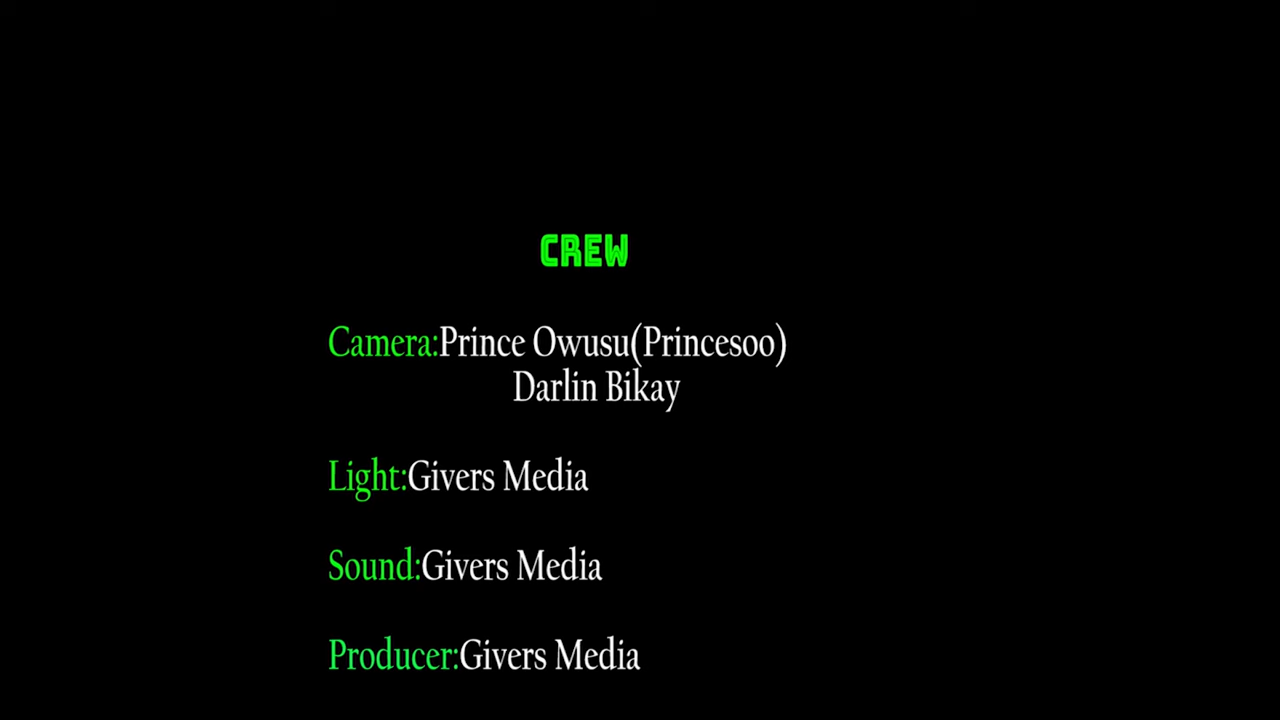 CREW
Camera:Prince Owusu(Princesoo)
Darlin Bikay
Light:Givers Media
Sound:Givers Media
Producer:Givers Media